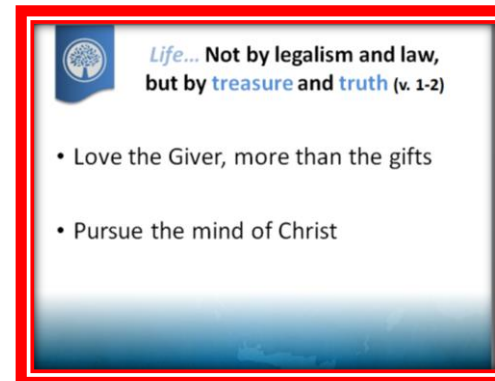 Life... Not by legalism and law,
but by treasure and truth (v. 1-2)
• Love the Giver, more than the gifts
• Pursue the mind of Christ